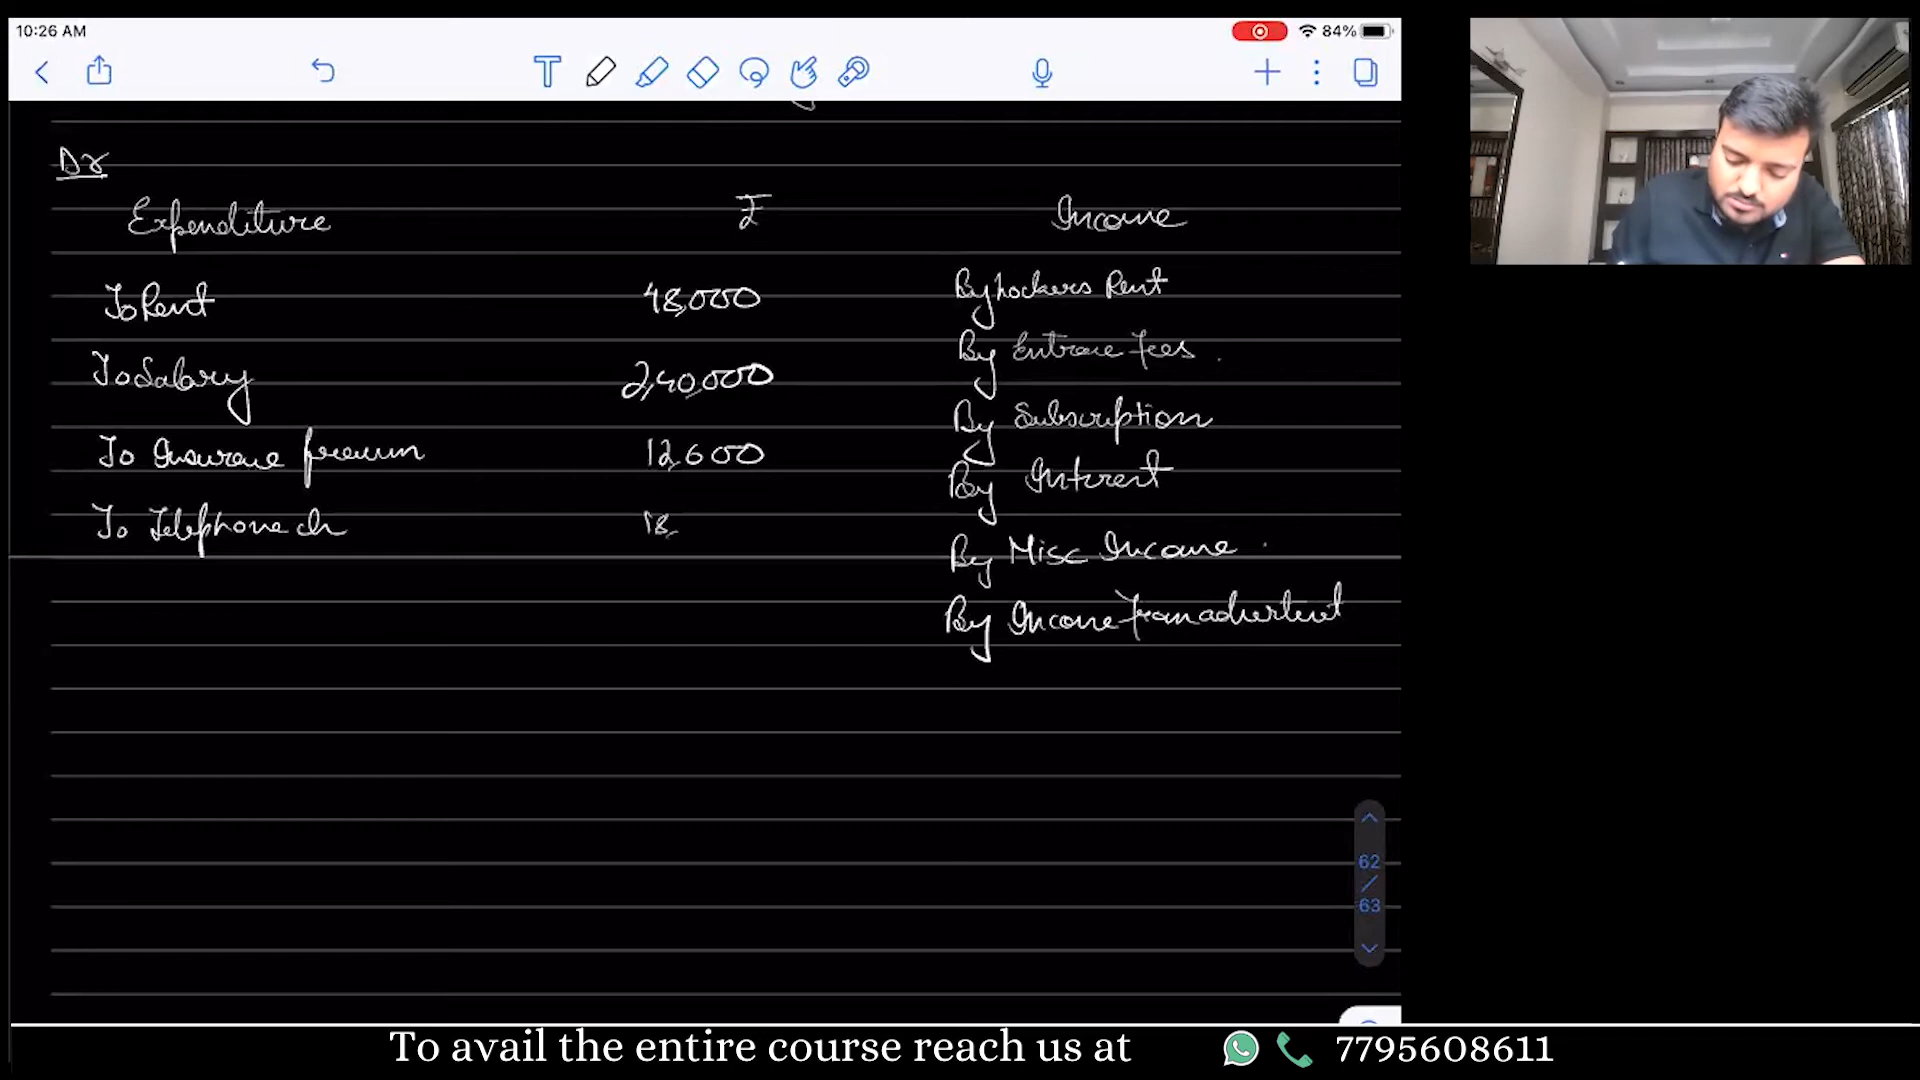 10:26 AM
84%
Dr
Expenditure ₹ Income
To Rent 48,000 By Lockers Rent
By Entrace fees
To Salary 2,40,000
By Subscription
To Insurance premium 12,600
By Interest
To Telephone ch 18,
By Misc Income
By Income from
62
/
63
To avail the entire course reach us at 7795608611